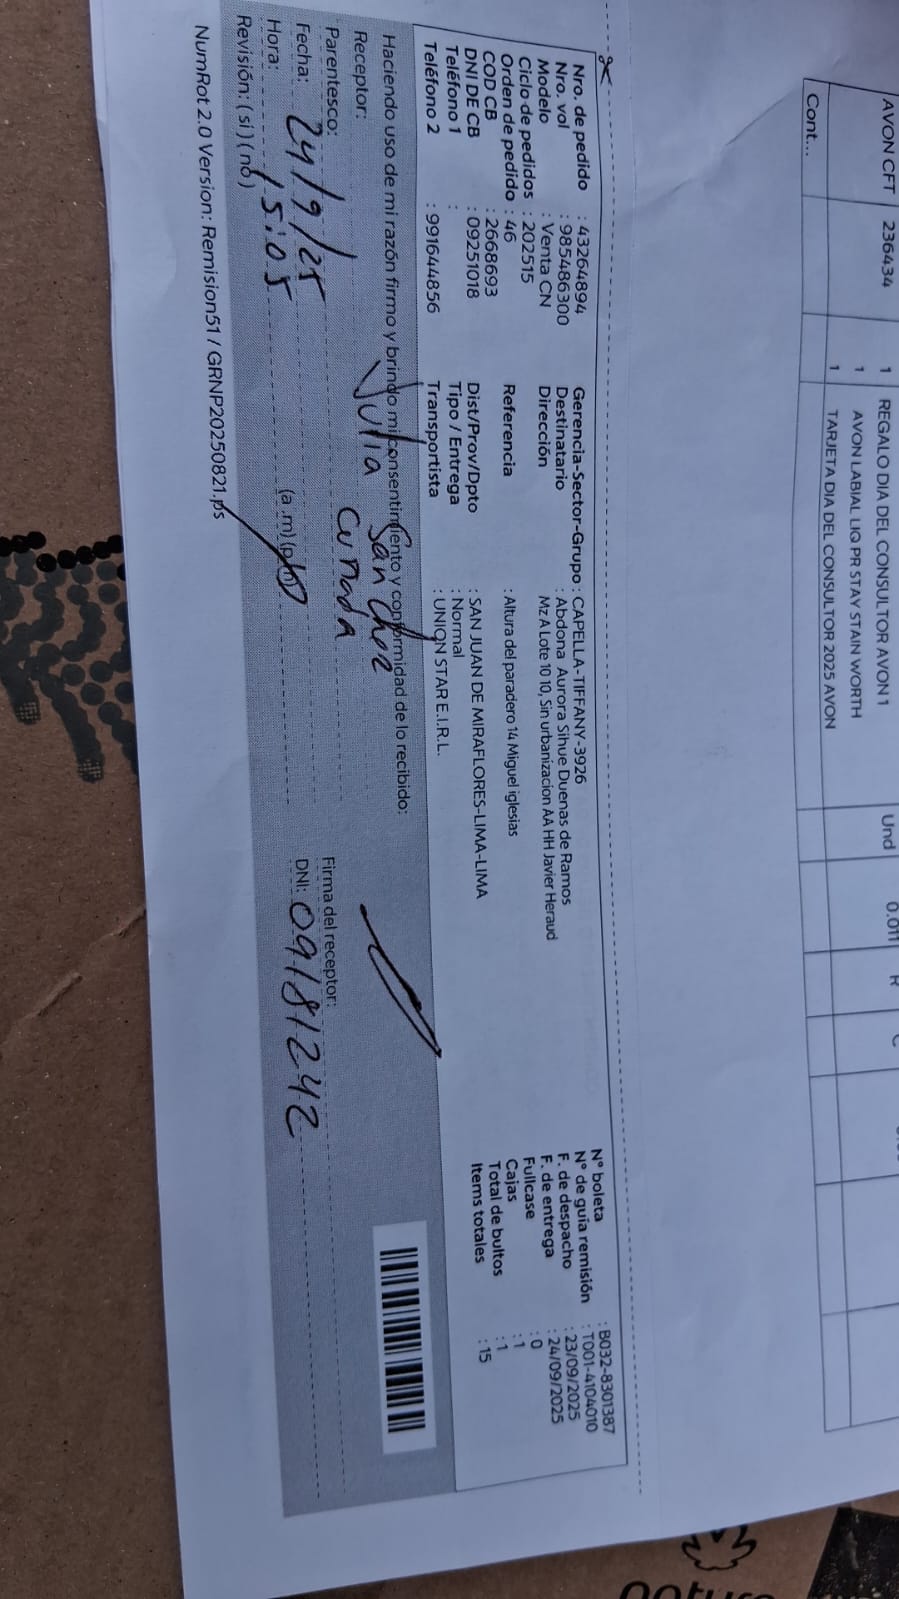 AVON CFT 236434 1 REGALO DIA DEL CONSULTOR AVON 1 Und 0.011 R C
1 AVON LABIAL LIQ PR STAY STAIN WORTH
1 TARJETA DIA DEL CONSULTOR 2025 AVON
Cont...
Nro. de pedido : 43264894
Nro. vol : 9854486300
Modelo : Venta CN
Ciclo de pedidos : 202515
Orden de pedido : 46
COD CB : 2668693
DNI DE CB : 09251018
Teléfono 1 :
Teléfono 2 : 991644856
Gerencia-Sector-Grupo : CAPELLA-TIFFANY-3926
Destinatario : Abdona Aurora Sihue Duenas de Ramos
Dirección : Mz A Lote 10 10, Sin urbanizacion AA HH Javier Heraud
Referencia : Altura del paradero 14 Miguel iglesias
Dist/Prov/Dpto : SAN JUAN DE MIRAFLORES-LIMA-LIMA
Tipo / Entrega : Normal
Transportista : UNION STAR E.I.R.L.
N° boleta : B032-8301387
N° de guía remisión : T001-4104010
F. de despacho : 23/09/2025
F. de entrega : 24/09/2025
Fullcase : 0
Cajas : 1
Total de bultos : 1
Items totales : 15
Haciendo uso de mi razón firmo y brindo mi consentimiento y conformidad de lo recibido:
Receptor: Julia Sanchez
Parentesco: cuñada
Firma del receptor:
Fecha: 24/9/25
DNI: 09181242
Hora: 15:05 (a.m)(p.m)
Revisión: (si) (no)
NumRot 2.0 Version: Remision51 / GRNP20250821.ps